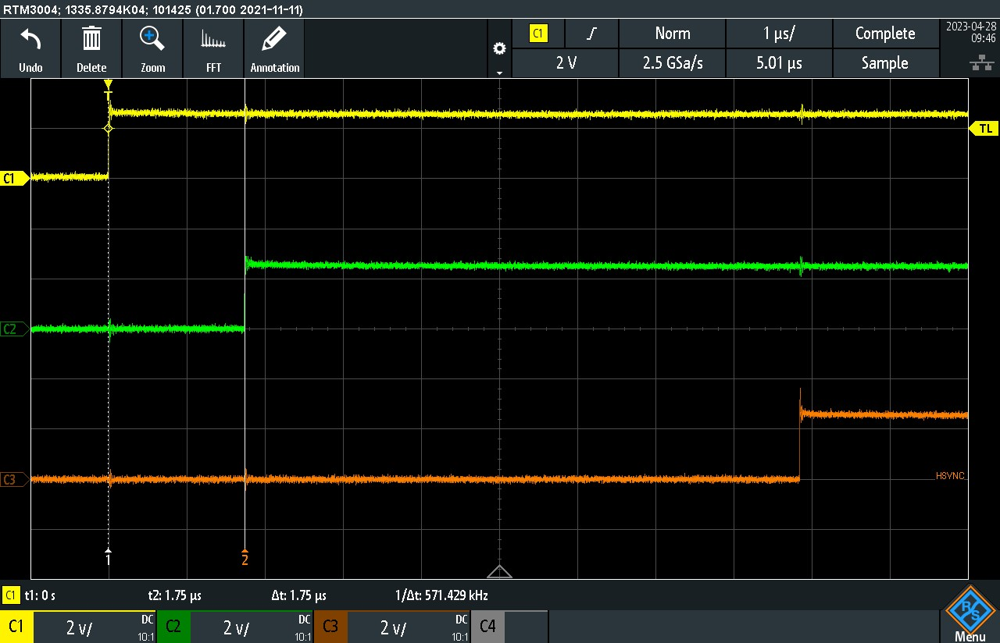 RTM3004; 1335.8794K04; 101425 (01.700 2021-11-11)
Undo
Delete
Zoom
FFT
Annotation
C1
Norm
1 µs/
Complete
2 V
2.5 GSa/s
5.01 µs
Sample
2023-04-28
09:46
T
TL
C1
C2
C3
HSYNC
1
2
C1 t1: 0 s t2: 1.75 µs Δt: 1.75 µs 1/Δt: 571.429 kHz
C1 2 V/ DC 10:1
C2 2 V/ DC 10:1
C3 2 V/ DC 10:1
C4
R S
Menu